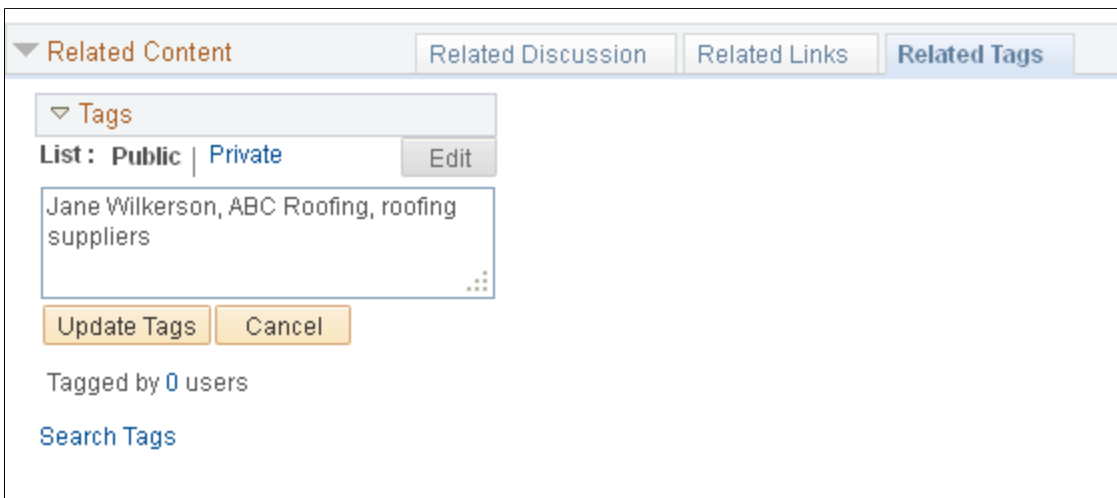 Related Content Related Discussion Related Links Related Tags
Tags
List : Public | Private Edit
Jane Wilkerson, ABC Roofing, roofing
suppliers
Update Tags Cancel
Tagged by 0 users
Search Tags